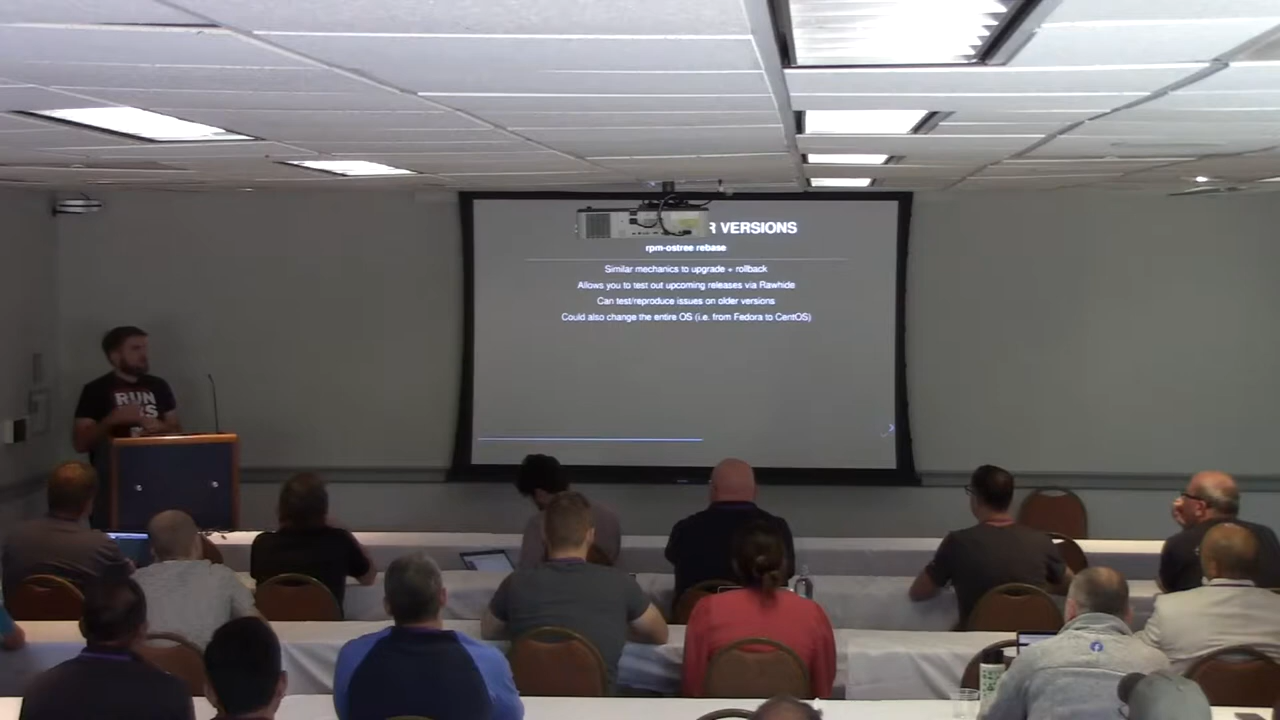 RUN
R VERSIONS
rpm-ostree rebase
Similar mechanics to upgrade + rollback
Allows you to test out upcoming releases via Rawhide
Can test/reproduce issues on older versions
Could also change the entire OS (i.e. from Fedora to CentOS)